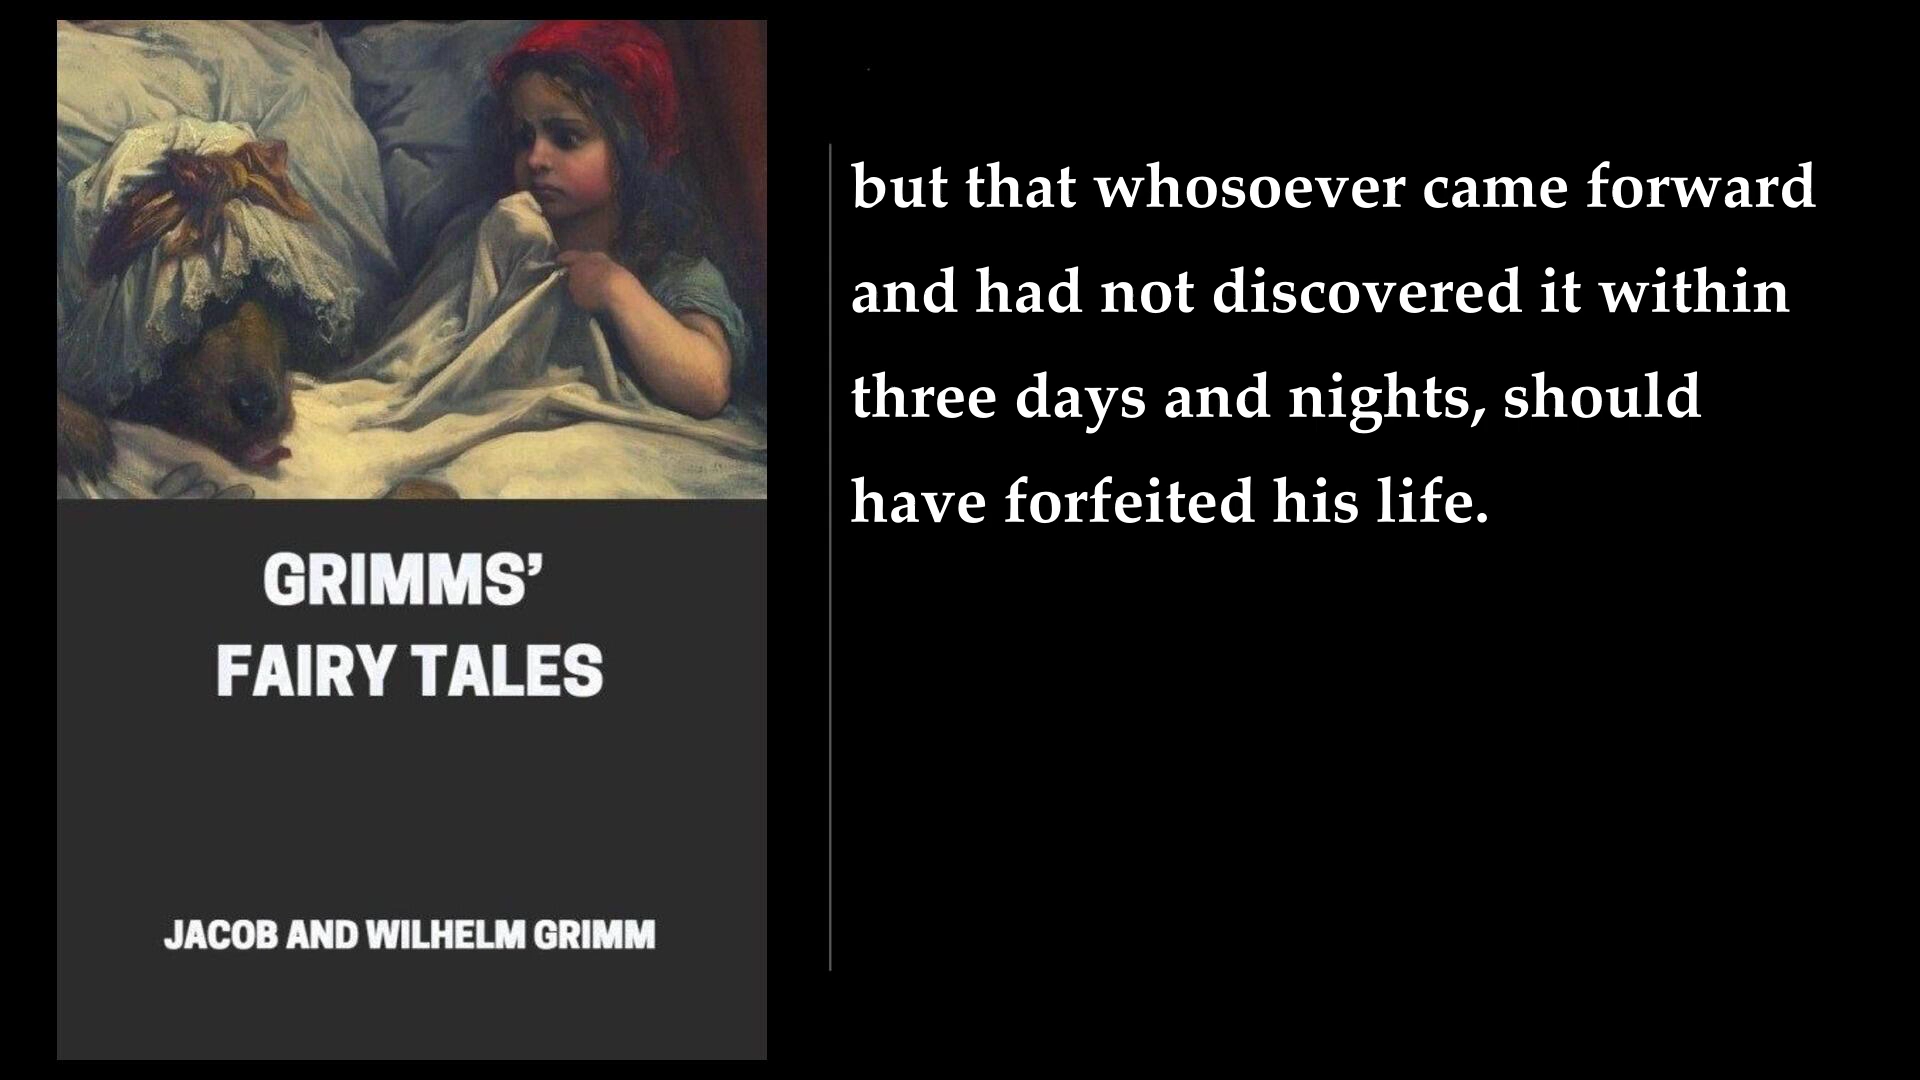 GRIMMS’
FAIRY TALES
JACOB AND WILHELM GRIMM
but that whosoever came forward
and had not discovered it within
three days and nights, should
have forfeited his life.